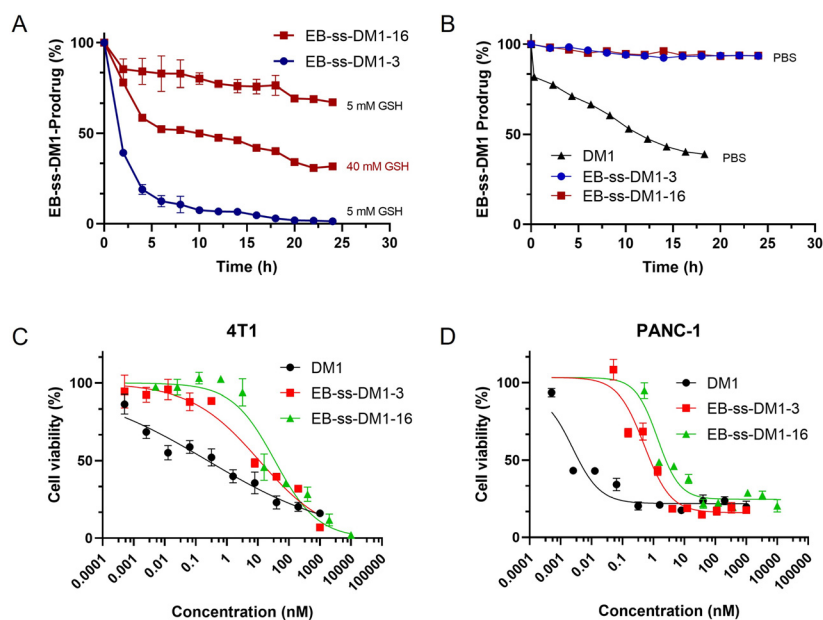 A
EB-ss-DM1-Prodrug (%)
100
50
0
0 5 10 15 20 25 30
Time (h)
EB-ss-DM1-16
EB-ss-DM1-3
5 mM GSH
40 mM GSH
5 mM GSH
B
EB-ss-DM1 Prodrug (%)
100
50
0
0 5 10 15 20 25 30
Time (h)
PBS
PBS
DM1
EB-ss-DM1-3
EB-ss-DM1-16
C
4T1
Cell viability (%)
100
50
0
0.0001 0.001 0.01 0.1 1 10 100 1000 10000 100000
Concentration (nM)
DM1
EB-ss-DM1-3
EB-ss-DM1-16
D
PANC-1
Cell viability (%)
100
50
0
0.0001 0.001 0.01 0.1 1 10 100 1000 10000 100000
Concentration (nM)
DM1
EB-ss-DM1-3
EB-ss-DM1-16